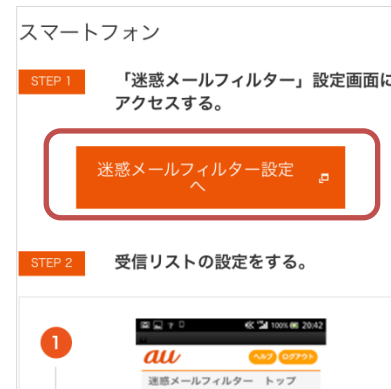 スマートフォン
STEP 1
「迷惑メールフィルター」設定画面に
アクセスする。
迷惑メールフィルター設定
へ
STEP 2
受信リストの設定をする。
1
100% 20:42
au
ヘルプ ログアウト
迷惑メールフィルター トップ